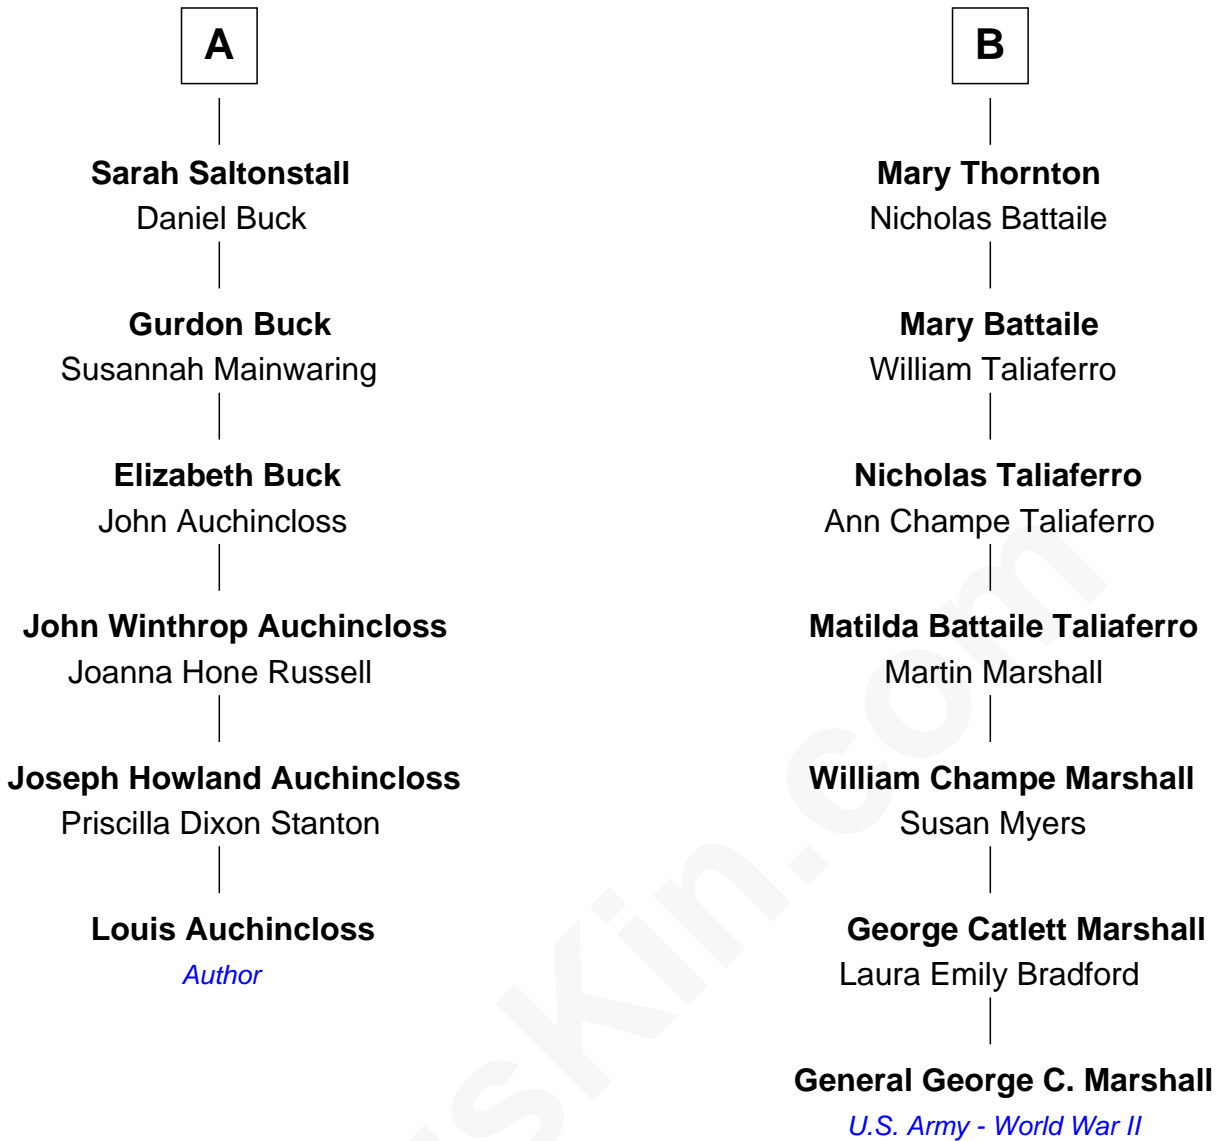 A
Sarah Saltonstall
Daniel Buck
Gurdon Buck
Susannah Mainwaring
Elizabeth Buck
John Auchincloss
John Winthrop Auchincloss
Joanna Hone Russell
Joseph Howland Auchincloss
Priscilla Dixon Stanton
Louis Auchincloss
Author
B
Mary Thornton
Nicholas Battaile
Mary Battaile
William Taliaferro
Nicholas Taliaferro
Ann Champe Taliaferro
Matilda Battaile Taliaferro
Martin Marshall
William Champe Marshall
Susan Myers
George Catlett Marshall
Laura Emily Bradford
General George C. Marshall
U.S. Army - World War II